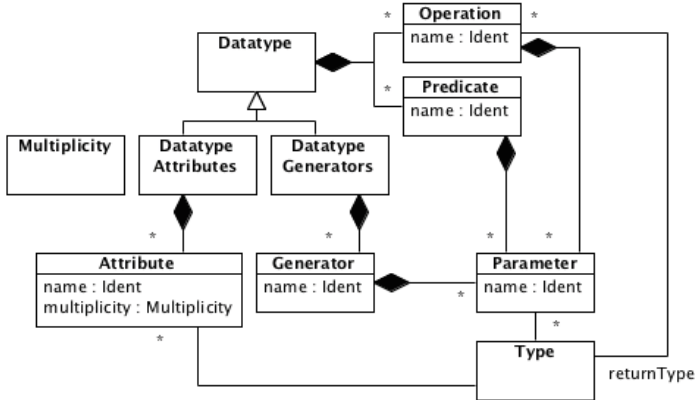 * Operation *
name : Ident
Datatype
* Predicate
name : Ident
Multiplicity
Datatype
Attributes
Datatype
Generators
* * * *
Attribute
name : Ident
multiplicity : Multiplicity
Generator
name : Ident
*
Parameter
name : Ident
*
*
Type
returnType